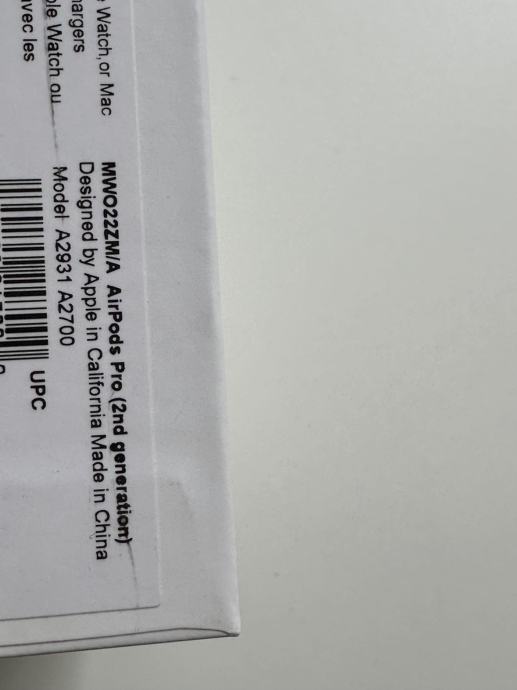 Watch, or Mac
hargers
ole Watch ou
avec les
MWO22ZM/A AirPods Pro (2nd generation)
Designed by Apple in California Made in China
Model A2931 A2700
UPC